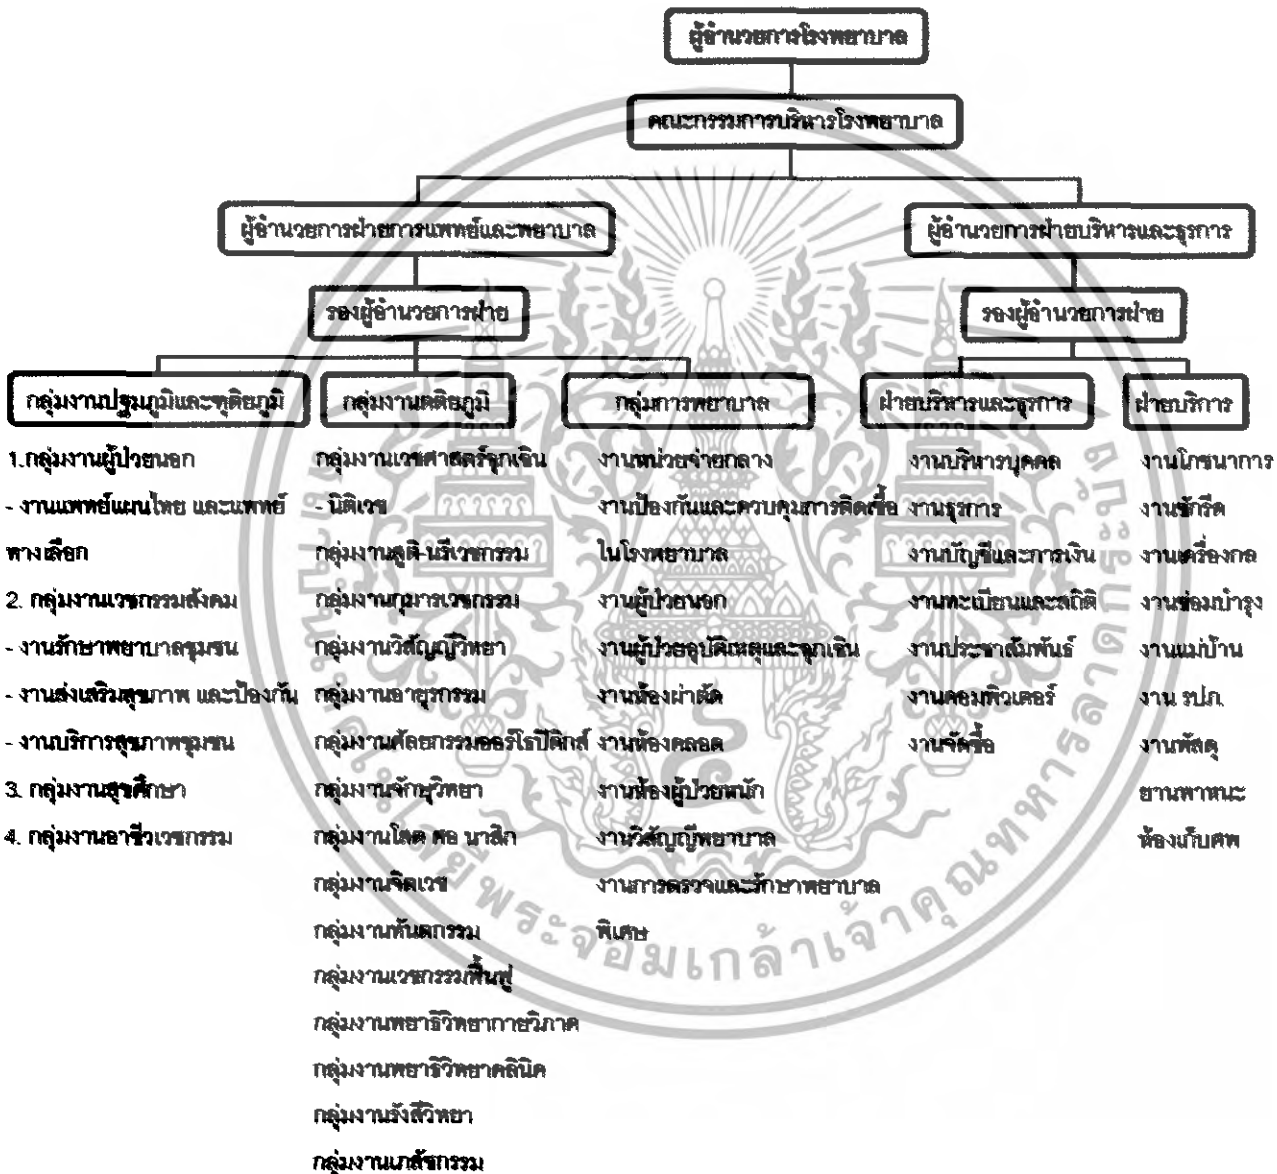 ผู้อำนวยการโรงพยาบาล
คณะกรรมการบริหารโรงพยาบาล
ผู้อำนวยการฝ่ายการแพทย์และพยาบาล
ผู้อำนวยการฝ่ายบริหารและธุรการ
รองผู้อำนวยการฝ่าย
รองผู้อำนวยการฝ่าย
กลุ่มงานปฐมภูมิและทุติยภูมิ
1.กลุ่มงานผู้ป่วยนอก
- งานแพทย์แผนไทย และแพทย์
ทางเลือก
2. กลุ่มงานเวชกรรมสังคม
- งานรักษาพยาบาลชุมชน
- งานส่งเสริมสุขภาพ และป้องกัน
- งานบริการสุขภาพชุมชน
3. กลุ่มงานสุขศึกษา
4. กลุ่มงานอาชีวเวชกรรม
กลุ่มงานตติยภูมิ
กลุ่มงานเวชศาสตร์ฉุกเฉิน
- นิติเวช
กลุ่มงานสูติ-นรีเวชกรรม
กลุ่มงานกุมารเวชกรรม
กลุ่มงานวิสัญญีวิทยา
กลุ่มงานอายุรกรรม
กลุ่มงานศัลยกรรมออร์โธปิดิกส์
กลุ่มงานจักษุวิทยา
กลุ่มงานโสต ศอ นาสิก
กลุ่มงานจิตเวช
กลุ่มงานทันตกรรม
กลุ่มงานเวชกรรมฟื้นฟู
กลุ่มงานพยาธิวิทยากายวิภาค
กลุ่มงานพยาธิวิทยาคลินิค
กลุ่มงานรังสีวิทยา
กลุ่มงานเภสัชกรรม
กลุ่มการพยาบาล
งานหน่วยจ่ายกลาง
งานป้องกันและควบคุมการติดเชื้อ
ในโรงพยาบาล
งานผู้ป่วยนอก
งานผู้ป่วยอุบัติเหตุและฉุกเฉิน
งานห้องผ่าตัด
งานห้องคลอด
งานห้องผู้ป่วยหนัก
งานวิสัญญีพยาบาล
งานการตรวจและรักษาพยาบาล
พิเศษ
ฝ่ายบริหารและธุรการ
งานบริหารบุคคล
งานธุรการ
งานบัญชีและการเงิน
งานทะเบียนและสถิติ
งานประชาสัมพันธ์
งานคอมพิวเตอร์
งานจัดซื้อ
ฝ่ายบริการ
งานโภชนาการ
งานซักรีด
งานเครื่องกล
งานซ่อมบำรุง
งานแม่บ้าน
งาน รปภ.
งานพัสดุ
ยานพาหนะ
ห้องเก็บศพ
พระจอมเกล้าเจ้าคุณทหารลาดกระบัง